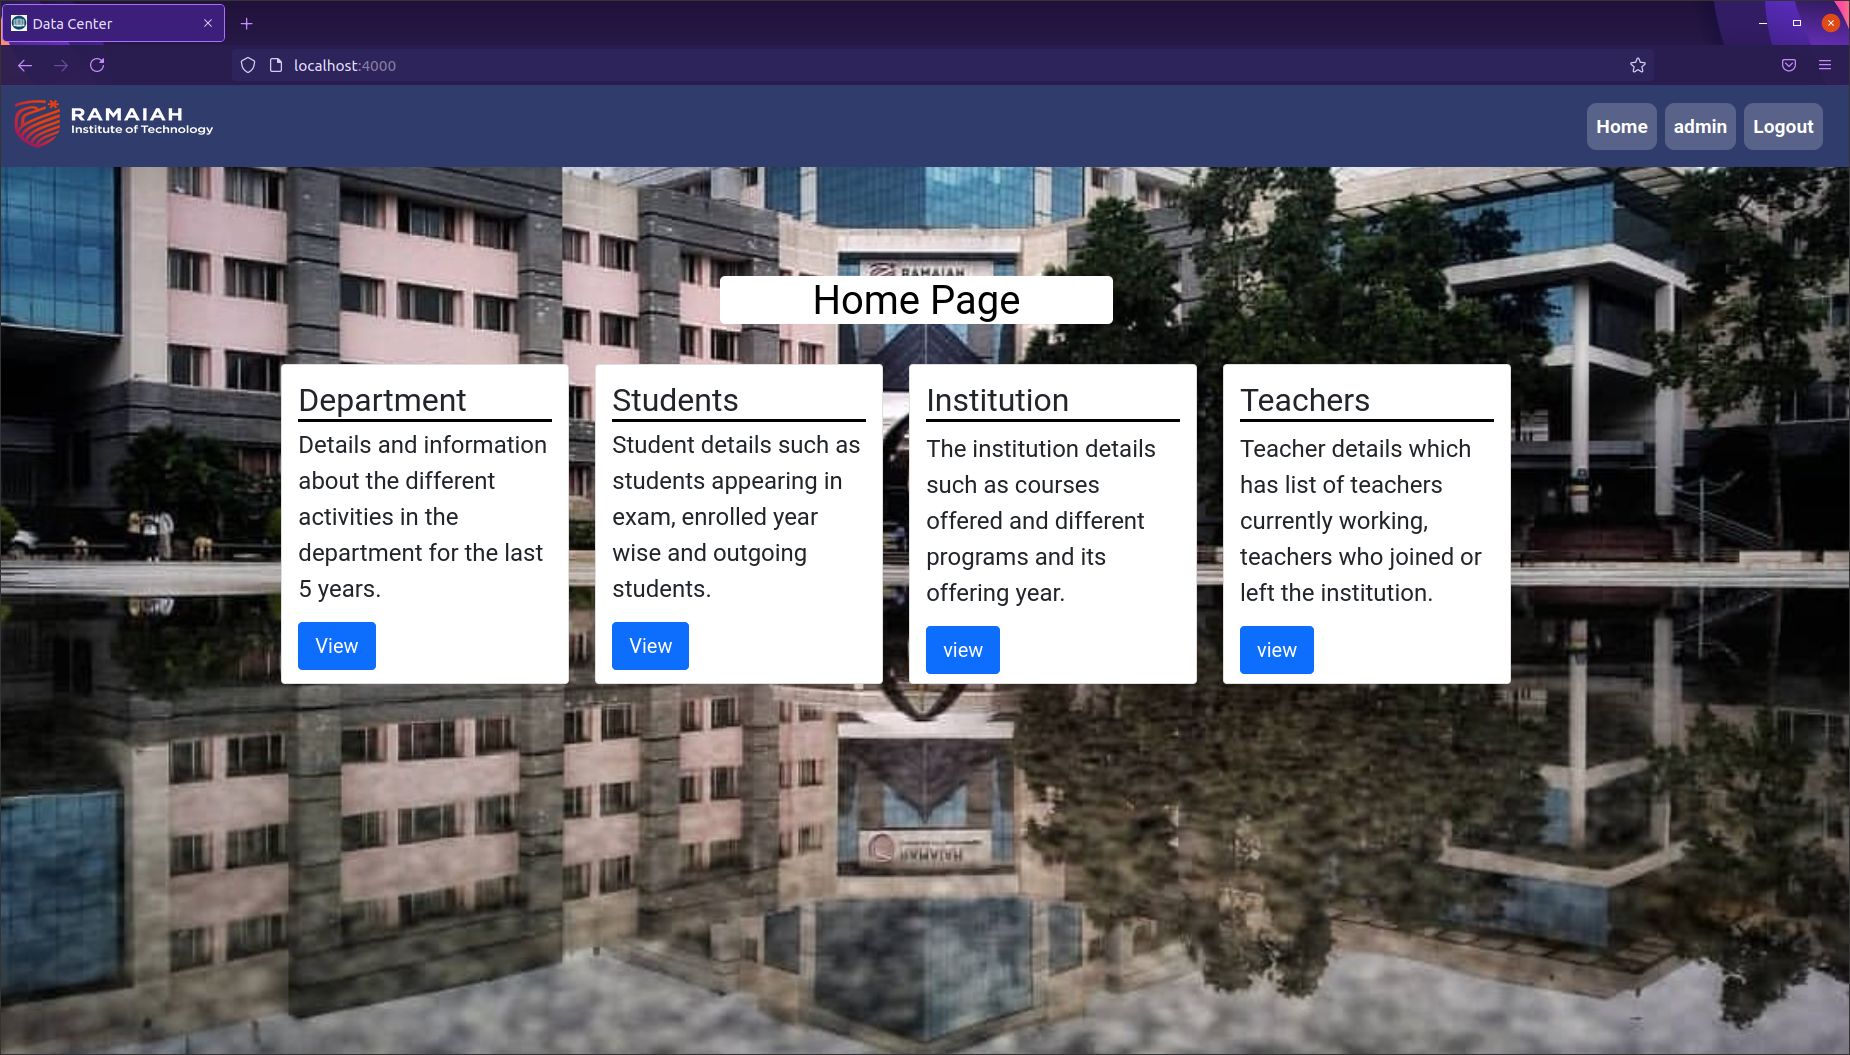 Data Center
localhost:4000
RAMAIAH
Institute of Technology
Home
admin
Logout
RAMAIAH
Home Page
Department
Details and information
about the different
activities in the
department for the last
5 years.
View
Students
Student details such as
students appearing in
exam, enrolled year
wise and outgoing
students.
View
Institution
The institution details
such as courses
offered and different
programs and its
offering year.
view
Teachers
Teacher details which
has list of teachers
currently working,
teachers who joined or
left the institution.
view
RAMAIAH